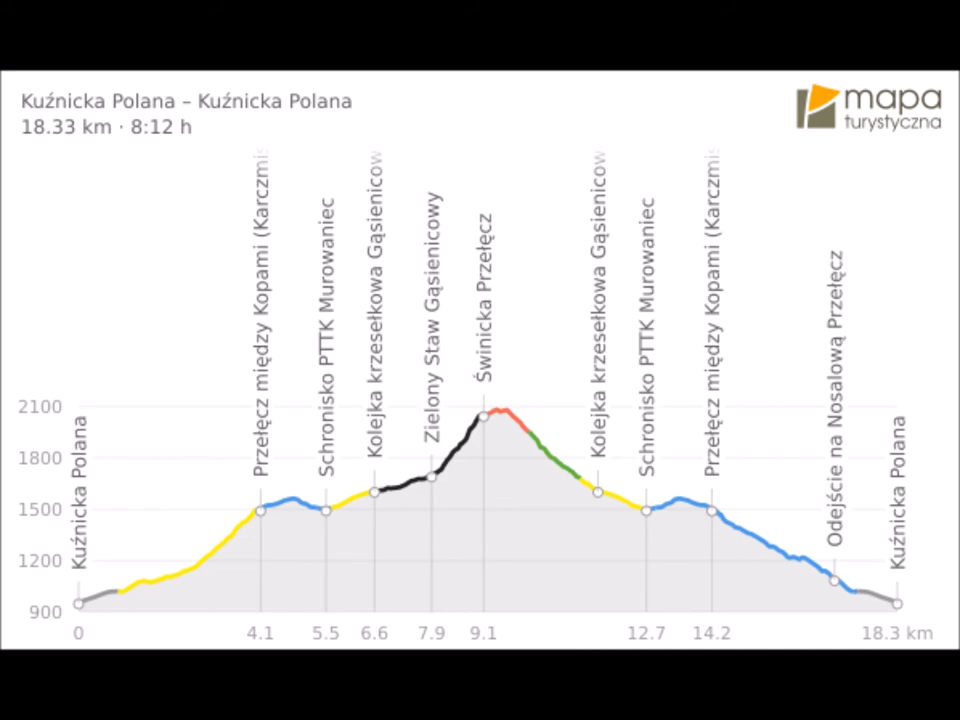 Kuźnicka Polana – Kuźnicka Polana
18.33 km · 8:12 h
mapa
turystyczna
Kuźnicka Polana
Przełęcz między Kopami (Karczmis
Schronisko PTTK Murowaniec
Kolejka krzesełkowa Gąsienicow
Zielony Staw Gąsienicowy
Świnicka Przełęcz
Kolejka krzesełkowa Gąsienicow
Schronisko PTTK Murowaniec
Przełęcz między Kopami (Karczmis
Odejście na Nosalową Przełęcz
Kuźnicka Polana
2100
1800
1500
1200
900
0 4.1 5.5 6.6 7.9 9.1 12.7 14.2 18.3 km